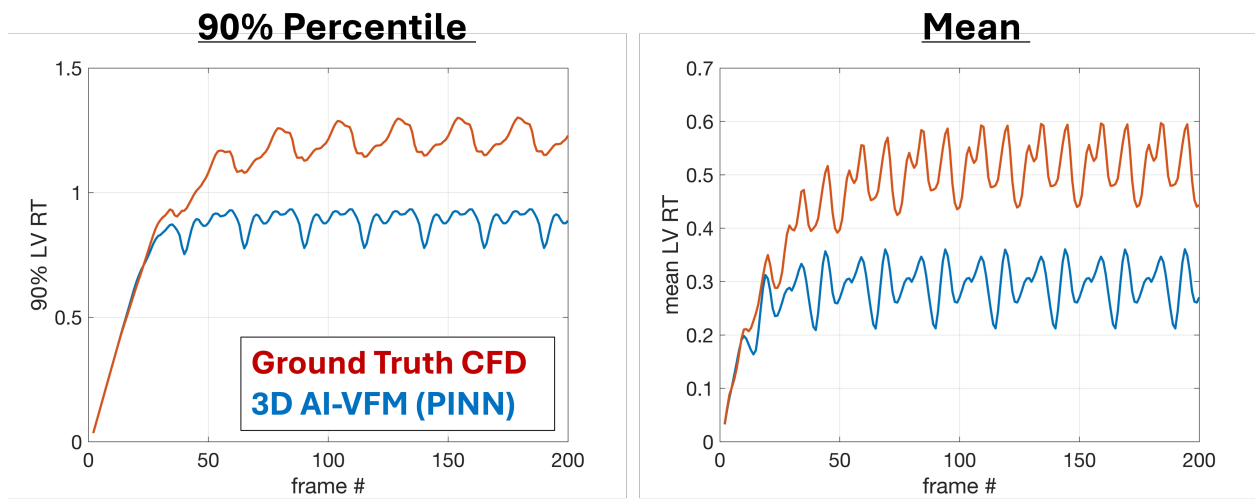 90% Percentile
Mean
1.5
1
0.5
0
90% LV RT
0
50
100
150
200
frame #
Ground Truth CFD
3D AI-VFM (PINN)
0.7
0.6
0.5
0.4
0.3
0.2
0.1
0
mean LV RT
0
50
100
150
200
frame #